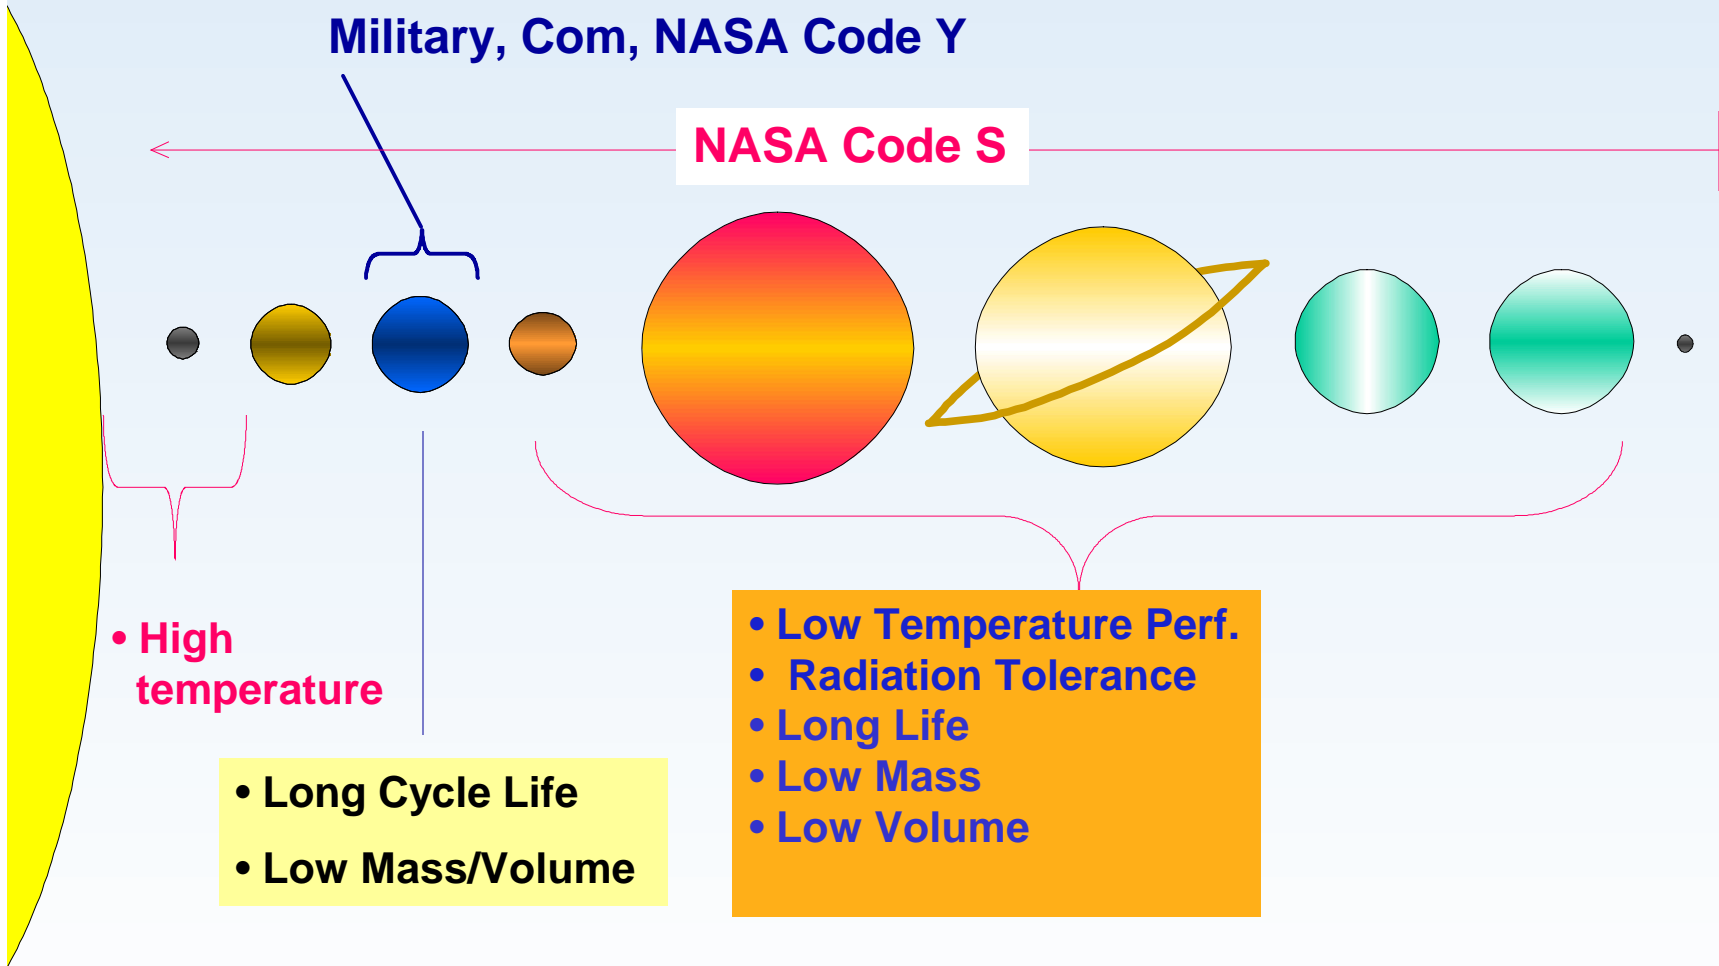 Military, Com, NASA Code Y
NASA Code S
• High
temperature
• Long Cycle Life
• Low Mass/Volume
• Low Temperature Perf.
• Radiation Tolerance
• Long Life
• Low Mass
• Low Volume